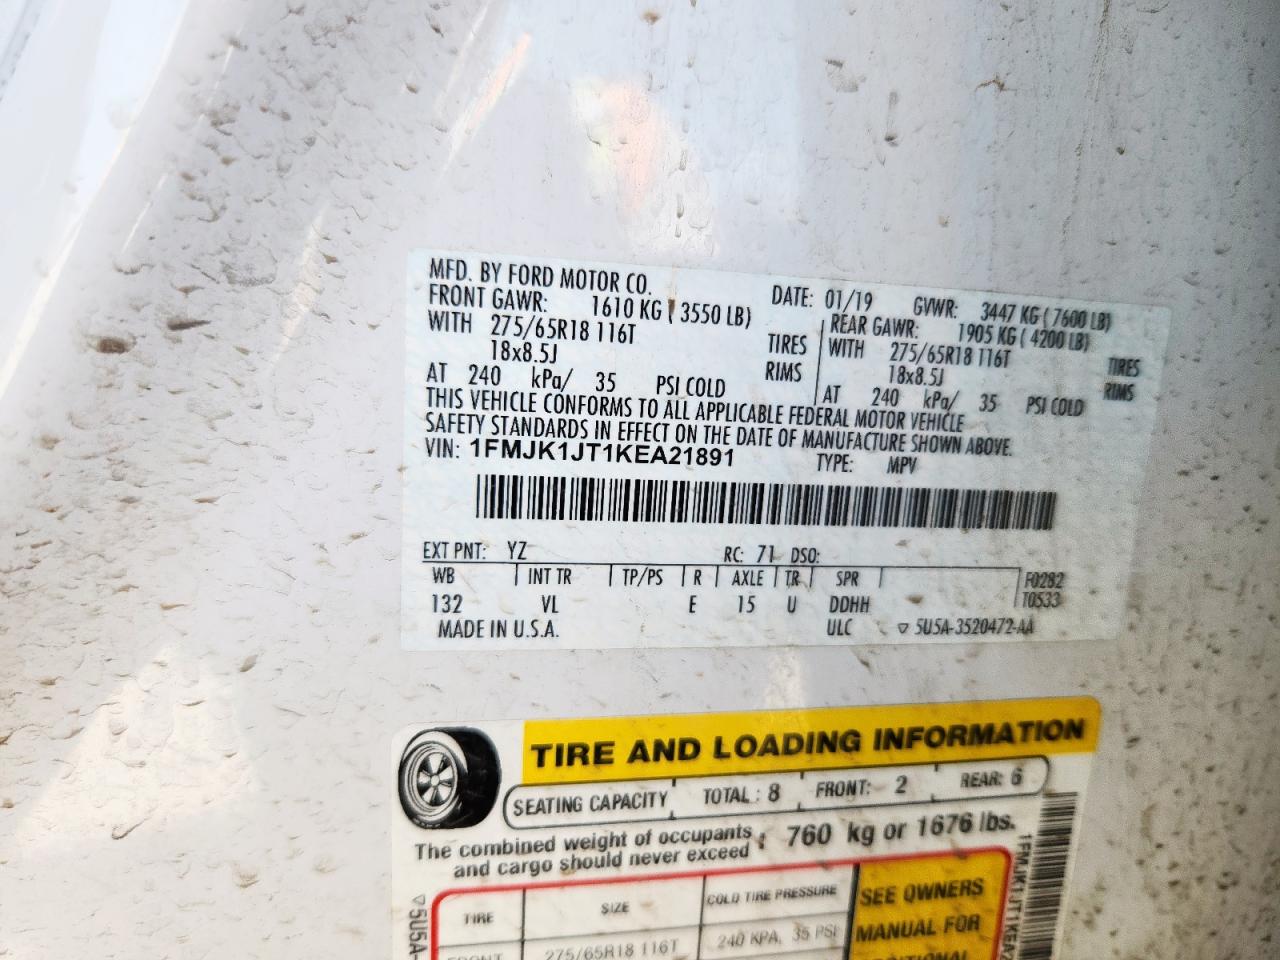 MFD. BY FORD MOTOR CO.
DATE: 01/19 GVWR: 3447 KG ( 7600 LB)
FRONT GAWR: 1610 KG ( 3550 LB)
REAR GAWR: 1905 KG ( 4200 LB)
WITH 275/65R18 116T TIRES
WITH 275/65R18 116T TIRES
18x8.5J RIMS
18x8.5J RIMS
AT 240 kPa/ 35 PSI COLD
AT 240 kPa/ 35 PSI COLD
THIS VEHICLE CONFORMS TO ALL APPLICABLE FEDERAL MOTOR VEHICLE
SAFETY STANDARDS IN EFFECT ON THE DATE OF MANUFACTURE SHOWN ABOVE.
VIN: 1FMJK1JT1KEA21891 TYPE: MPV
EXT PNT: YZ RC: 71 DSO:
WB INT TR TP/PS R AXLE TR SPR F0282
132 VL E 15 U DDHH T0533
MADE IN U.S.A. ULC ▽ 5U5A-3520472-AA
TIRE AND LOADING INFORMATION
SEATING CAPACITY TOTAL : 8 FRONT: 2 REAR: 6
The combined weight of occupants : 760 kg or 1676 lbs.
and cargo should never exceed
TIRE SIZE COLD TIRE PRESSURE SEE OWNERS
FRONT 275/65R18 116T 240 KPA, 35 PSI MANUAL FOR
▽5U5A-
1FMJK1JT1KEA2